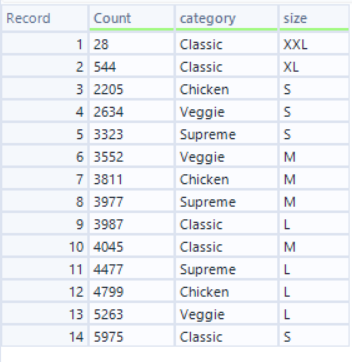 Record Count category size
1 28 Classic XXL
2 544 Classic XL
3 2205 Chicken S
4 2634 Veggie S
5 3323 Supreme S
6 3552 Veggie M
7 3811 Chicken M
8 3977 Supreme M
9 3987 Classic L
10 4045 Classic M
11 4477 Supreme L
12 4799 Chicken L
13 5263 Veggie L
14 5975 Classic S